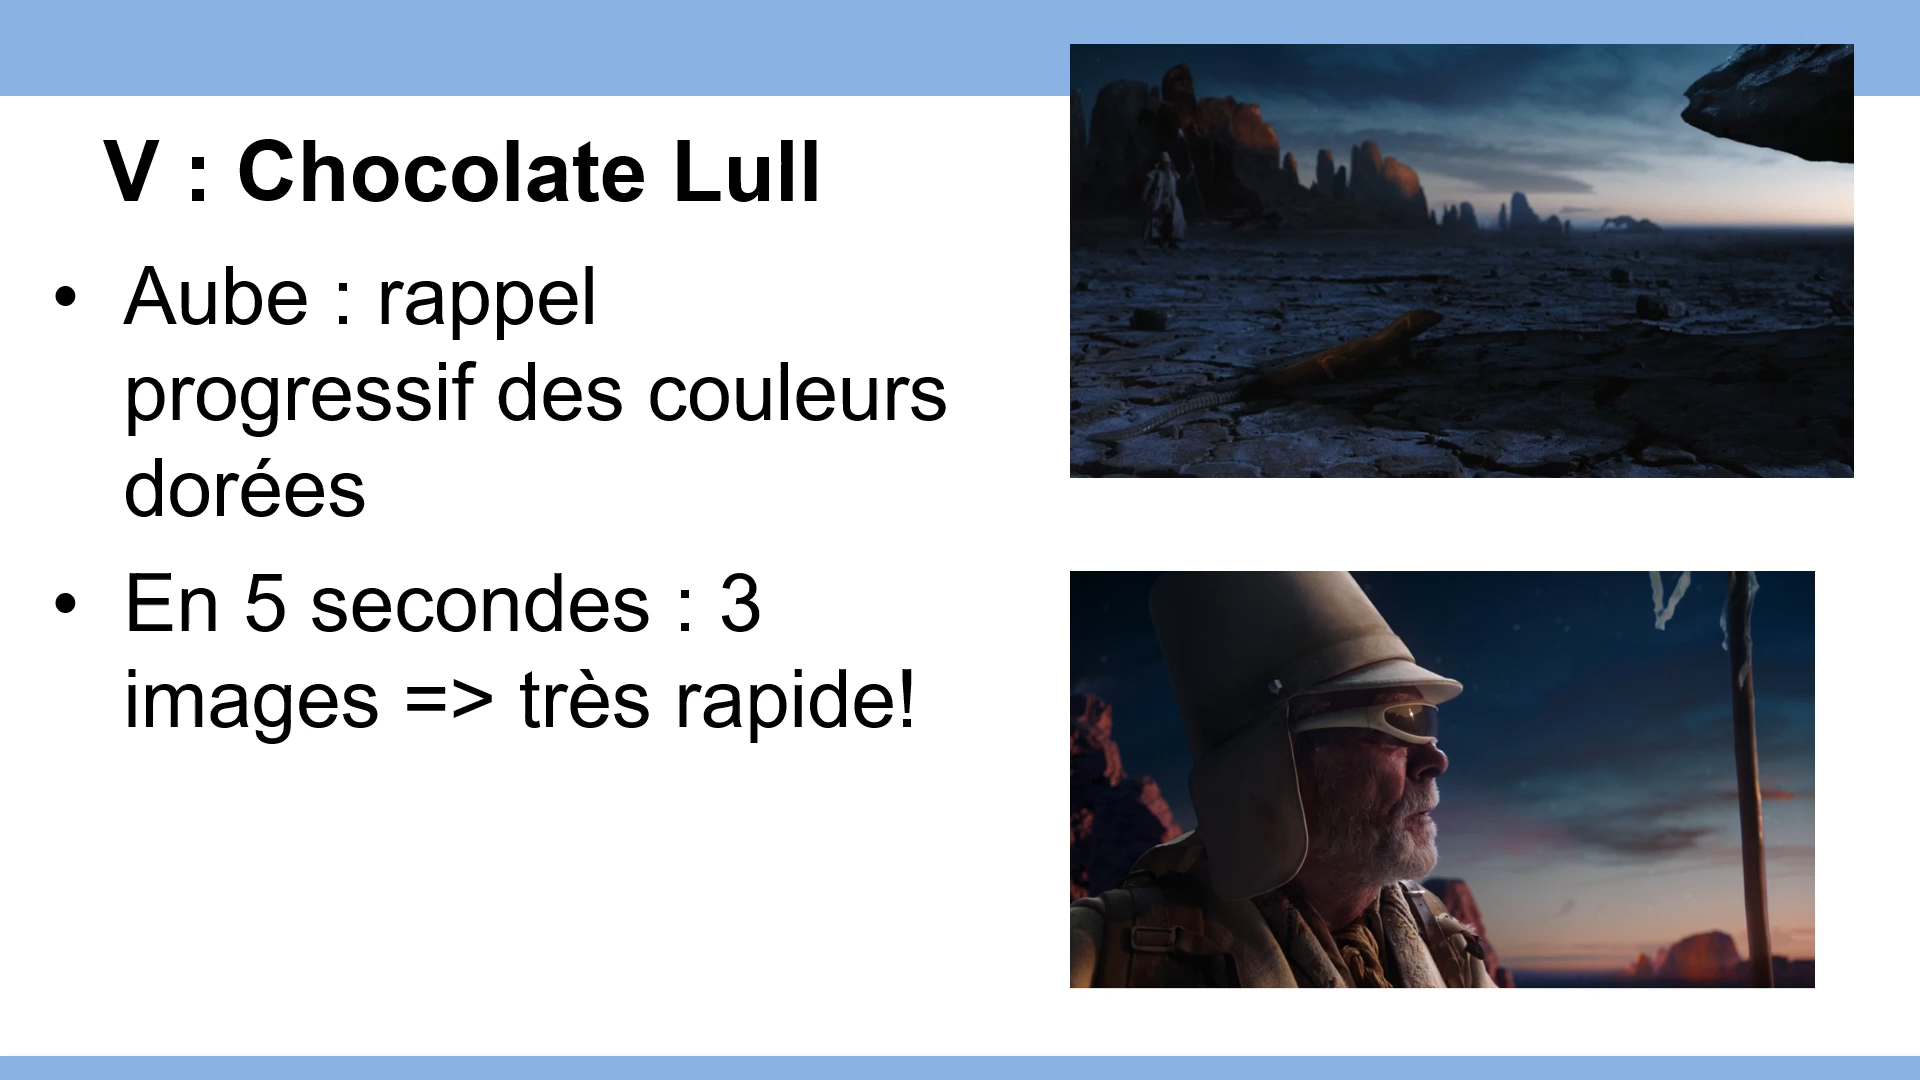 V : Chocolate Lull
• Aube : rappel
progressif des couleurs
dorées
• En 5 secondes : 3
images => très rapide!